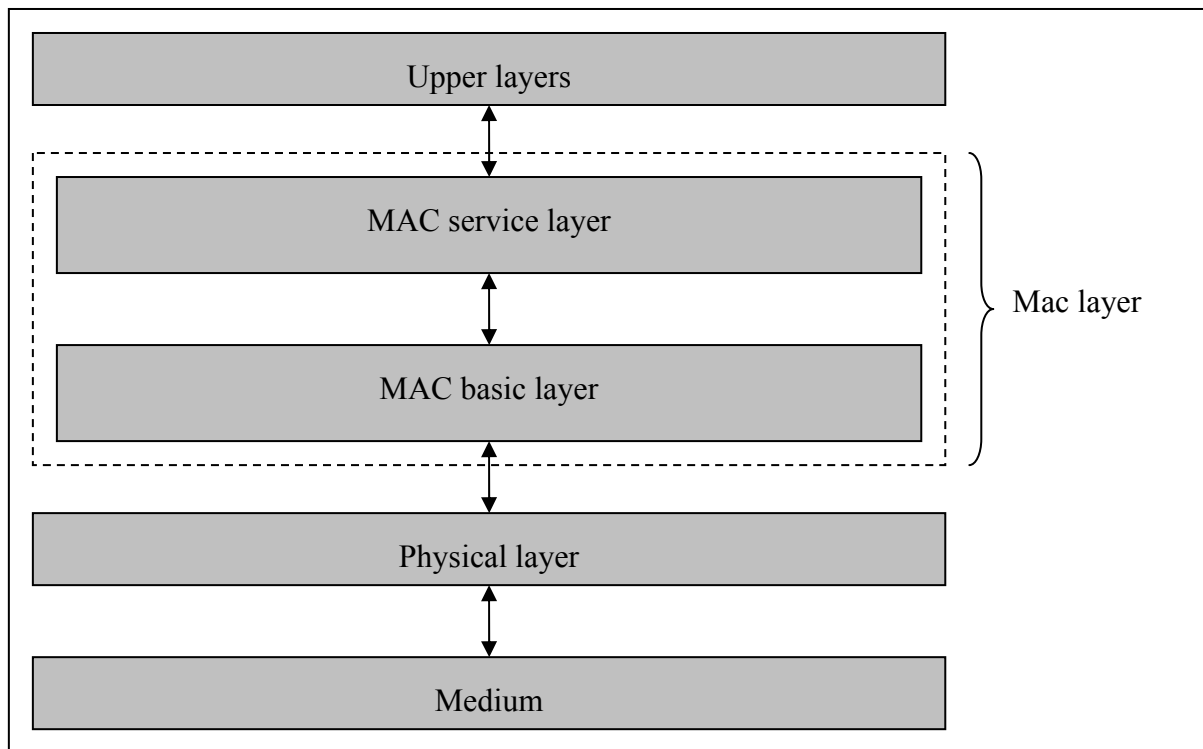 Upper layers
MAC service layer
Mac layer
MAC basic layer
Physical layer
Medium